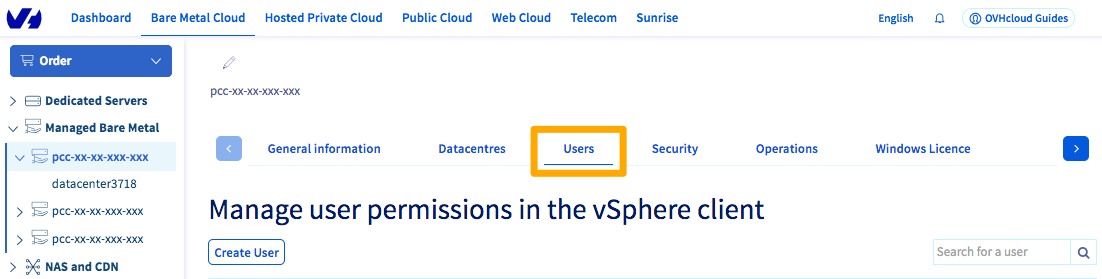 Dashboard Bare Metal Cloud Hosted Private Cloud Public Cloud Web Cloud Telecom Sunrise English OVHcloud Guides
Order
pcc-xx-xx-xxx-xxx
Dedicated Servers
Managed Bare Metal
pcc-xx-xx-xxx-xxx
datacenter3718
pcc-xx-xx-xxx-xxx
pcc-xx-xx-xxx-xxx
NAS and CDN
General information Datacentres Users Security Operations Windows Licence
Manage user permissions in the vSphere client
Create User Search for a user